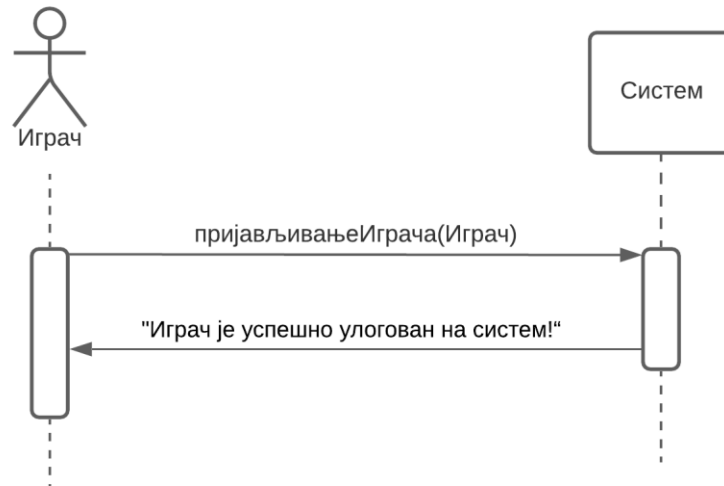 Играч
Систем
пријављивањеИграча(Играч)
"Играч је успешно улогован на систем!“